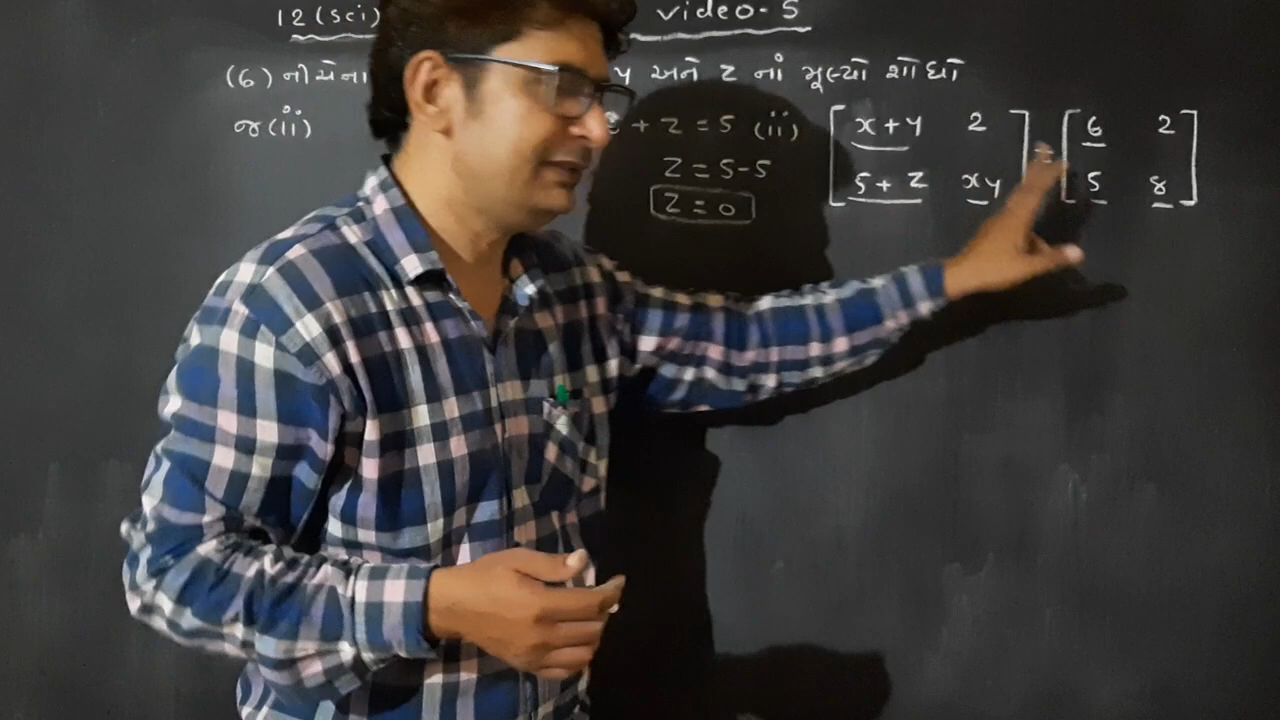 12 (Sci) video-5
(6) નીચેના y અને z નાં મૂલ્યો શોધો
જ(ii) + z = 5 (ii) [ x+y 2 ] = [ 6 2 ]
z = 5-5 [ 5+z xy ] [ 5 8 ]
z = 0